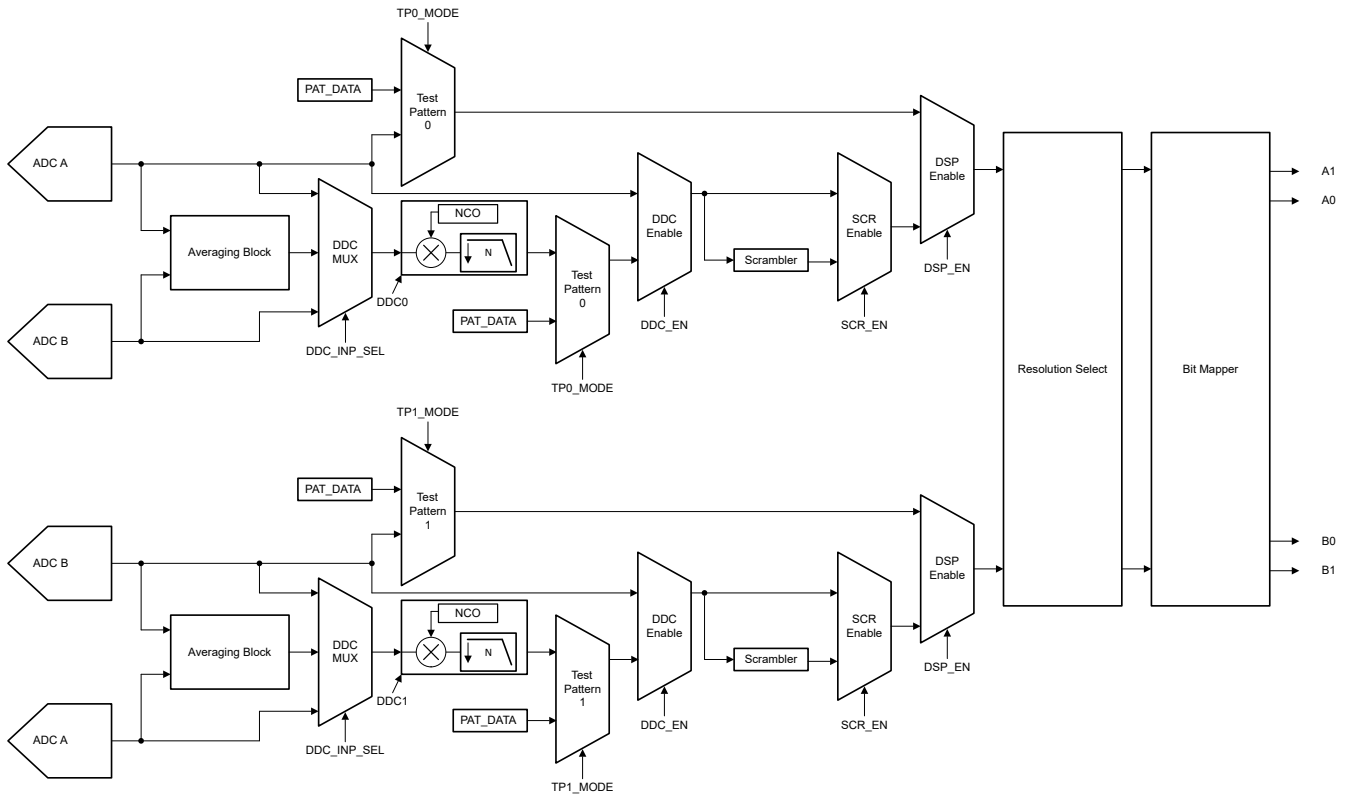 TP0_MODE
PAT_DATA
Test
Pattern
0
ADC A
DSP
Enable
A1
A0
NCO
DDC
Enable
SCR
Enable
Averaging Block
DDC
MUX
N
Scrambler
DSP_EN
Test
Pattern
0
DDC0
PAT_DATA
DDC_EN
SCR_EN
ADC B
DDC_INP_SEL
TP0_MODE
Resolution Select
Bit Mapper
TP1_MODE
PAT_DATA
Test
Pattern
1
ADC B
DSP
Enable
B0
B1
NCO
DDC
Enable
SCR
Enable
Averaging Block
DDC
MUX
N
Scrambler
DSP_EN
Test
Pattern
1
DDC1
PAT_DATA
DDC_EN
SCR_EN
ADC A
DDC_INP_SEL
TP1_MODE